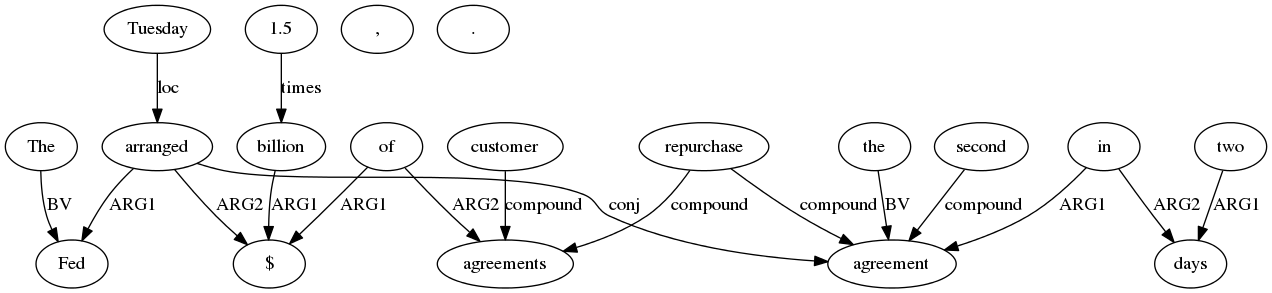 Tuesday 1.5 , .
loc times
The arranged billion of customer repurchase the second in two
BV ARG1 ARG2 ARG1 ARG1 ARG2 compound compound conj compound BV compound ARG1 ARG2 ARG1
Fed $ agreements agreement days